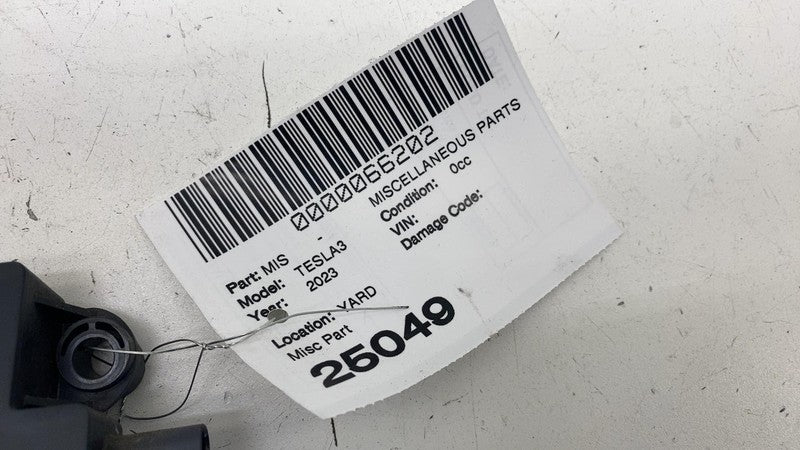 0000066202
Part: MIS - MISCELLANEOUS PARTS
Model: TESLA3 Condition: 0cc
Year: 2023 VIN:
Damage Code:
Location: YARD
Misc Part
25049